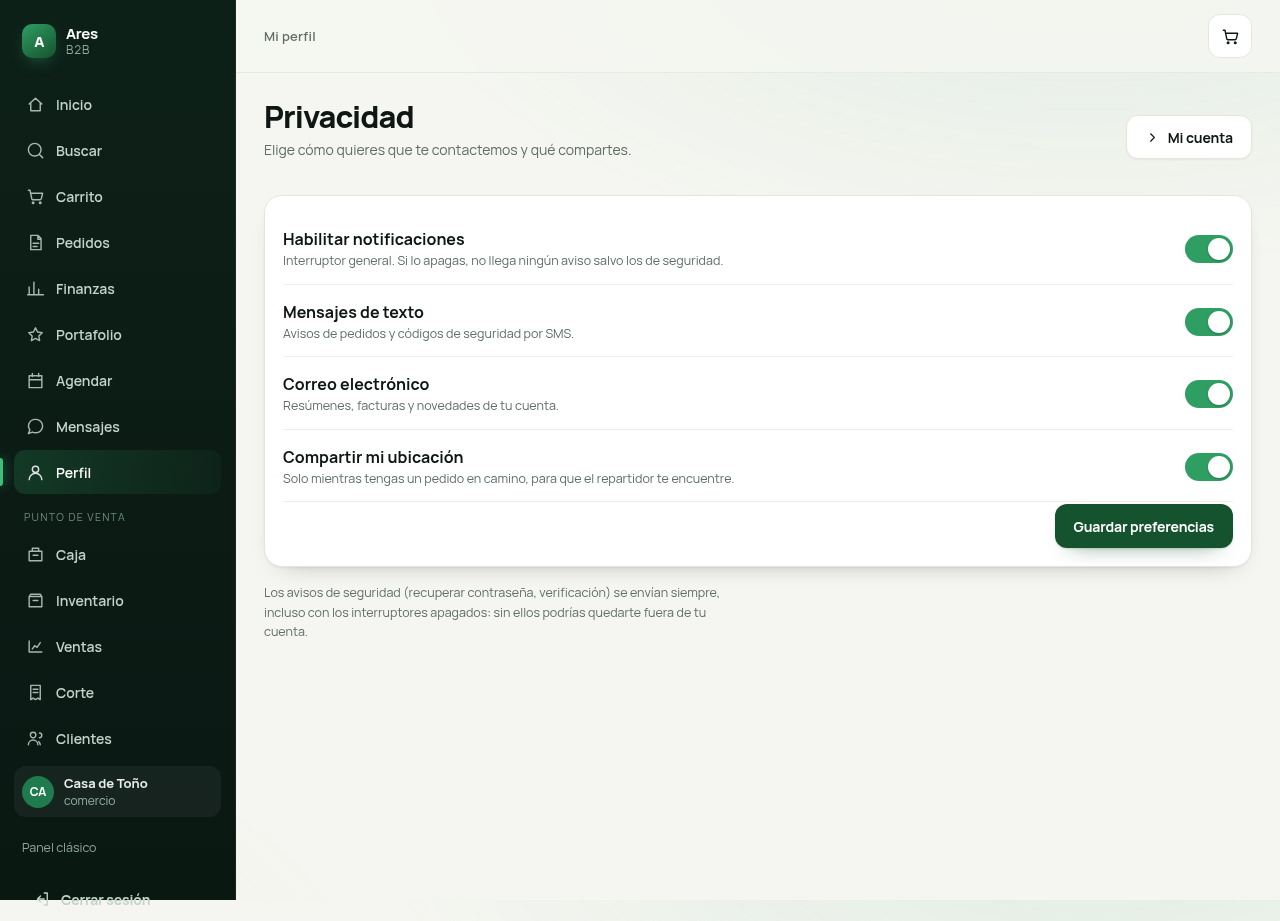 A
Ares
B2B
Inicio
Buscar
Carrito
Pedidos
Finanzas
Portafolio
Agendar
Mensajes
Perfil
PUNTO DE VENTA
Caja
Inventario
Ventas
Corte
Clientes
CA
Casa de Toño
comercio
Panel clásico
Cerrar sesión
Mi perfil
Privacidad
Elige cómo quieres que te contactemos y qué compartes.
Mi cuenta
Habilitar notificaciones
Interruptor general. Si lo apagas, no llega ningún aviso salvo los de seguridad.
Mensajes de texto
Avisos de pedidos y códigos de seguridad por SMS.
Correo electrónico
Resúmenes, facturas y novedades de tu cuenta.
Compartir mi ubicación
Solo mientras tengas un pedido en camino, para que el repartidor te encuentre.
Guardar preferencias
Los avisos de seguridad (recuperar contraseña, verificación) se envían siempre,
incluso con los interruptores apagados: sin ellos podrías quedarte fuera de tu
cuenta.